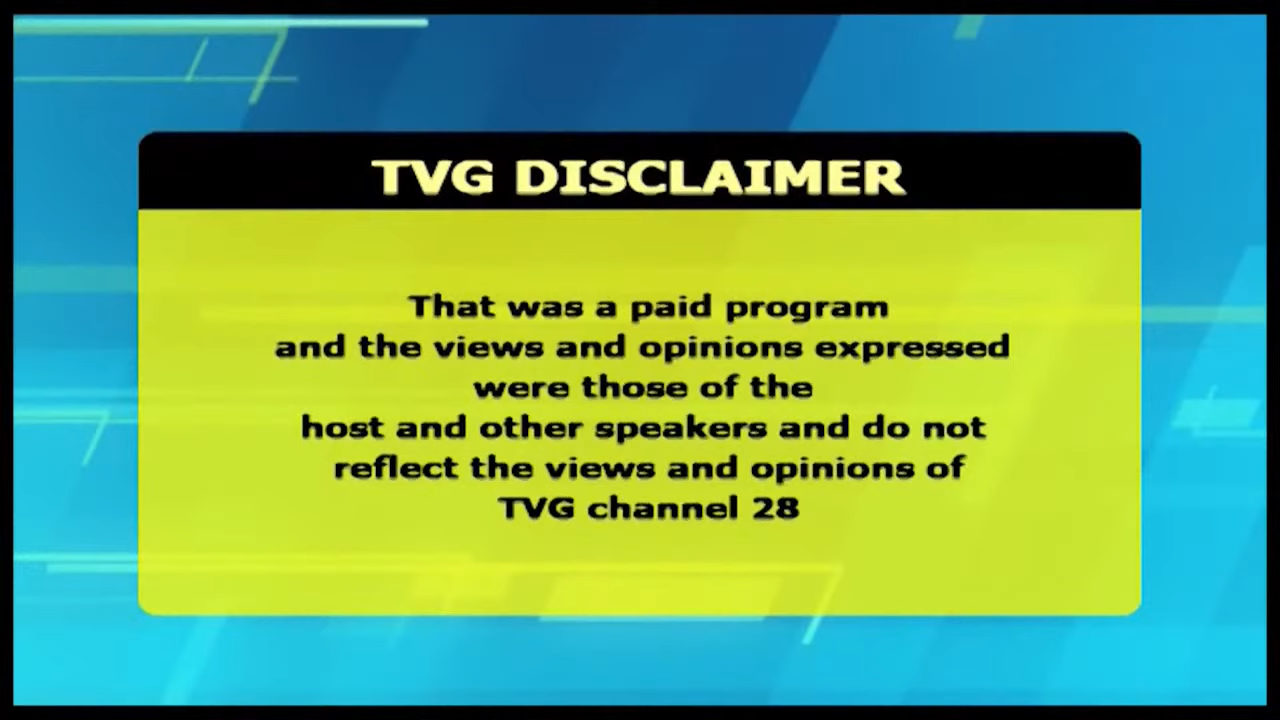 TVG DISCLAIMER
That was a paid program
and the views and opinions expressed
were those of the
host and other speakers and do not
reflect the views and opinions of
TVG channel 28